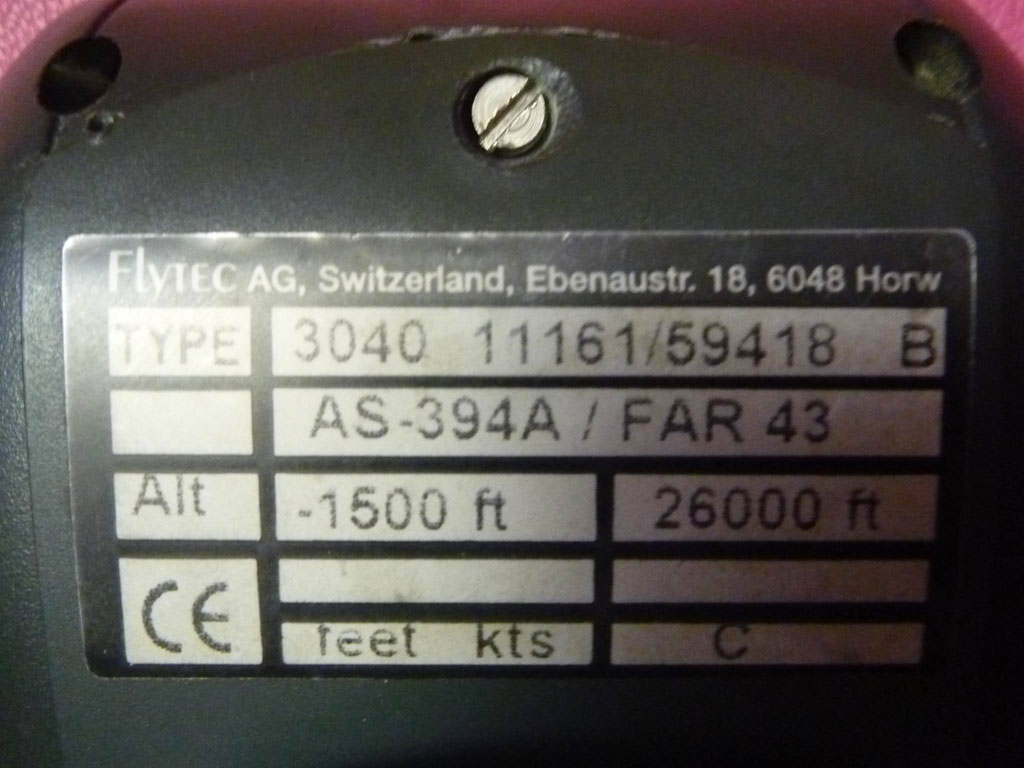 Flytec AG, Switzerland, Ebenaustr. 18, 6048 Horw
TYPE 3040 11161/59418 B
AS-394A / FAR 43
Alt -1500 ft 26000 ft
CE feet kts C